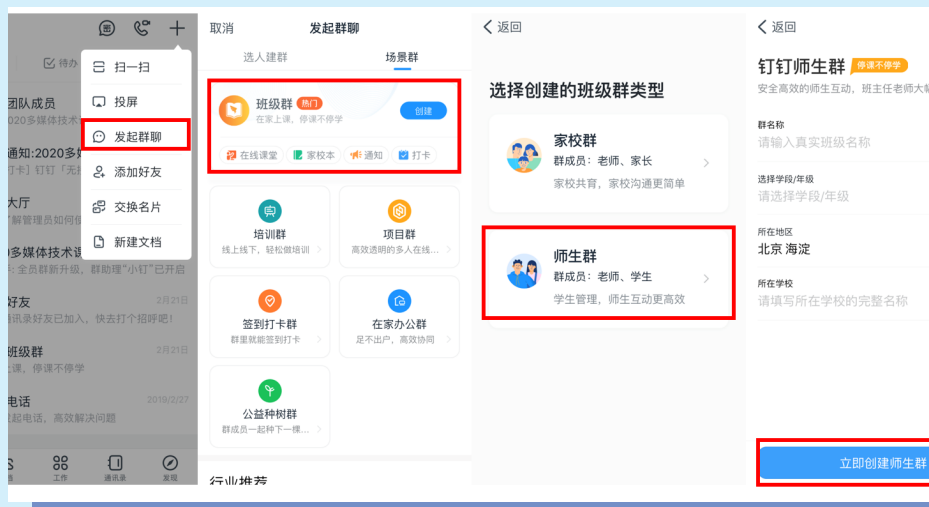 待办
扫一扫
投屏
发起群聊
添加好友
交换名片
新建文档
团队成员
2020多媒体技术
通知:2020多
打卡】钉钉「无
大厅
了解管理员如何使
多媒体技术课
全员群新升级，群助理“小钉”已开启
好友
2月21日
讯录好友已加入，快去打个招呼吧！
班级群
2月21日
上课，停课不停学
电话
2019/2/27
发起电话，高效解决问题
工作
通讯录
发现
取消
发起群聊
选人建群
场景群
班级群 热门
在家上课，停课不停学
创建
在线课堂
家校本
通知
打卡
培训群
线上线下，轻松做培训
项目群
高效透明的多人在线...
签到打卡群
群里就能签到打卡
在家办公群
足不出户，高效协同
公益种树群
群成员一起种下一棵...
行业推荐
返回
选择创建的班级群类型
家校群
群成员：老师、家长
家校共育，家校沟通更简单
师生群
群成员：老师、学生
学生管理，师生互动更高效
返回
钉钉师生群 停课不停学
安全高效的师生互动，班主任老师大
群名称
请输入真实班级名称
选择学段/年级
请选择学段/年级
所在地区
北京 海淀
所在学校
请填写所在学校的完整名称
立即创建师生群